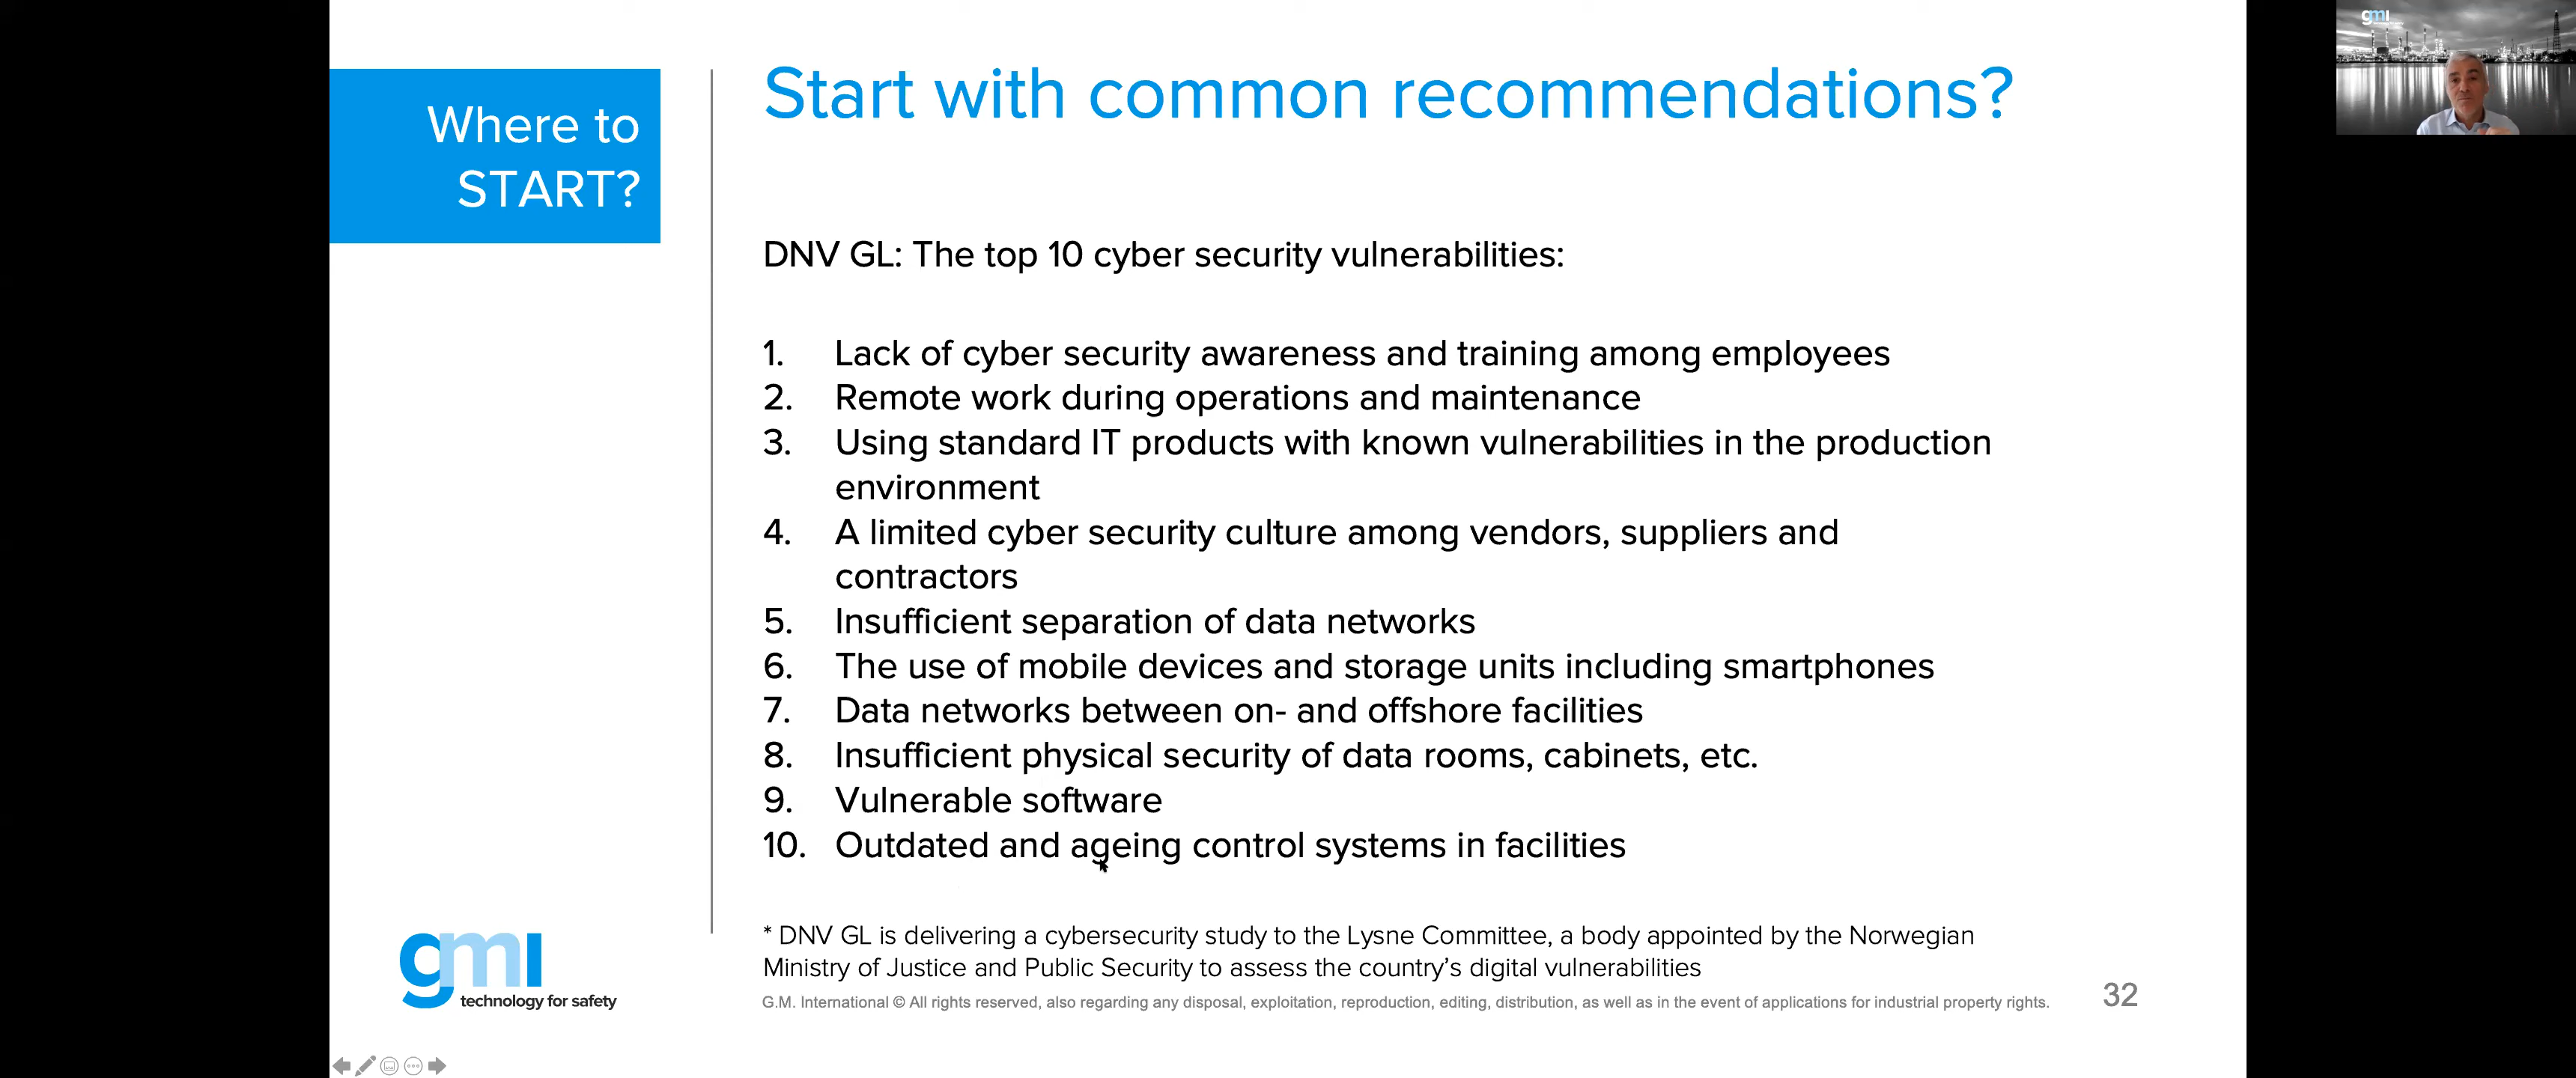 Where to
START?
Start with common recommendations?
DNV GL: The top 10 cyber security vulnerabilities:
1. Lack of cyber security awareness and training among employees
2. Remote work during operations and maintenance
3. Using standard IT products with known vulnerabilities in the production
environment
4. A limited cyber security culture among vendors, suppliers and
contractors
5. Insufficient separation of data networks
6. The use of mobile devices and storage units including smartphones
7. Data networks between on- and offshore facilities
8. Insufficient physical security of data rooms, cabinets, etc.
9. Vulnerable software
10. Outdated and ageing control systems in facilities
* DNV GL is delivering a cybersecurity study to the Lysne Committee, a body appointed by the Norwegian
Ministry of Justice and Public Security to assess the country's digital vulnerabilities
G.M. International © All rights reserved, also regarding any disposal, exploitation, reproduction, editing, distribution, as well as in the event of applications for industrial property rights.
32
gmi
technology for safety
gmi